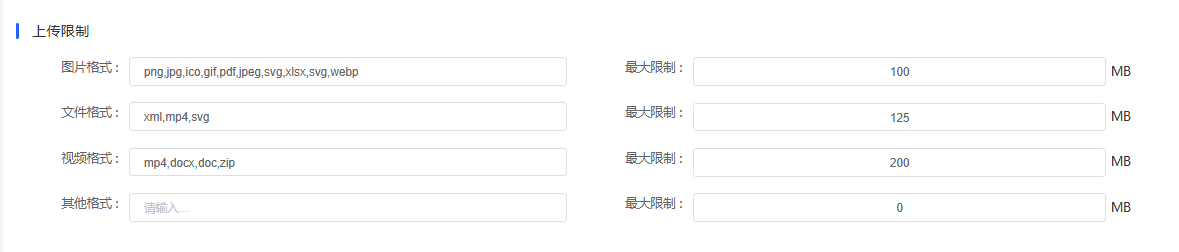 上传限制
图片格式： png,jpg,ico,gif,pdf,jpeg,svg,xlsx,svg,webp 最大限制： 100 MB
文件格式： xml,mp4,svg 最大限制： 125 MB
视频格式： mp4,docx,doc,zip 最大限制： 200 MB
其他格式： 请输入... 最大限制： 0 MB